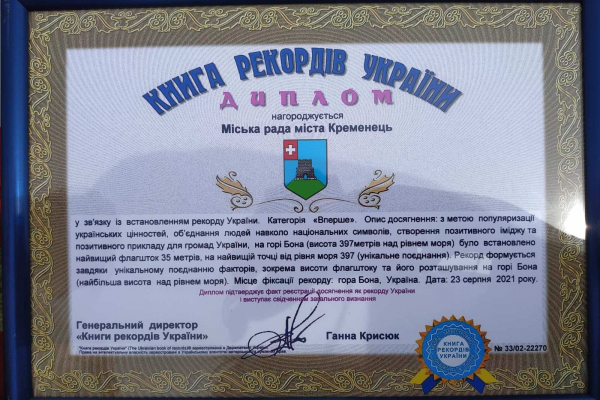 КНИГА РЕКОРДІВ УКРАЇНИ
ДИПЛОМ
нагороджується
Міська рада міста Кременець
у зв'язку із встановленням рекорду України. Категорія «Вперше». Опис досягнення: з метою популяризації
українських цінностей, об'єднання людей навколо національних символів, створення позитивного іміджу та
позитивного прикладу для громад України, на горі Бона (висота 397метрів над рівнем моря) було встановлено
найвищий флагшток 35 метрів, на найвищій точці від рівня моря 397 (унікальне поєднання). Рекорд формується
завдяки унікальному поєднанню факторів, зокрема висоти флагштоку та його розташування на горі Бона
(найбільша висота над рівнем моря). Місце фіксації рекорду: гора Бона, Україна. Дата: 23 серпня 2021 року.
Диплом підтверджує факт реєстрації досягнення як рекорду України
і виступає свідченням загального визнання
Генеральний директор
«Книги рекордів України»
Ганна Крисюк
КНИГА
РЕКОРДІВ
УКРАЇНИ
№ 33/02-22270